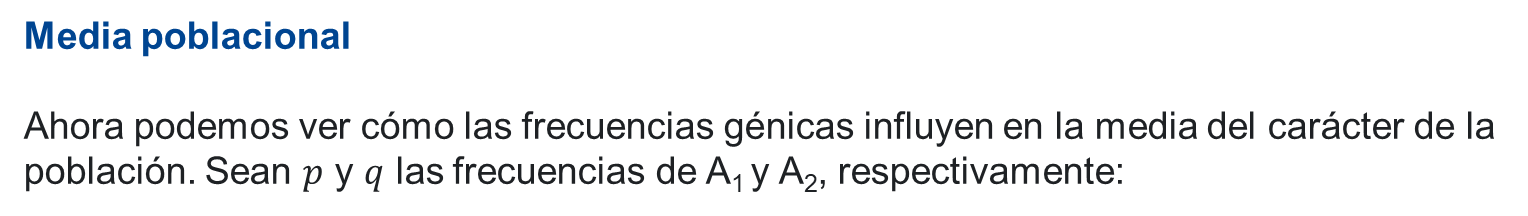 Media poblacional
Ahora podemos ver cómo las frecuencias génicas influyen en la media del carácter de la
población. Sean p y q las frecuencias de A₁ y A₂, respectivamente: